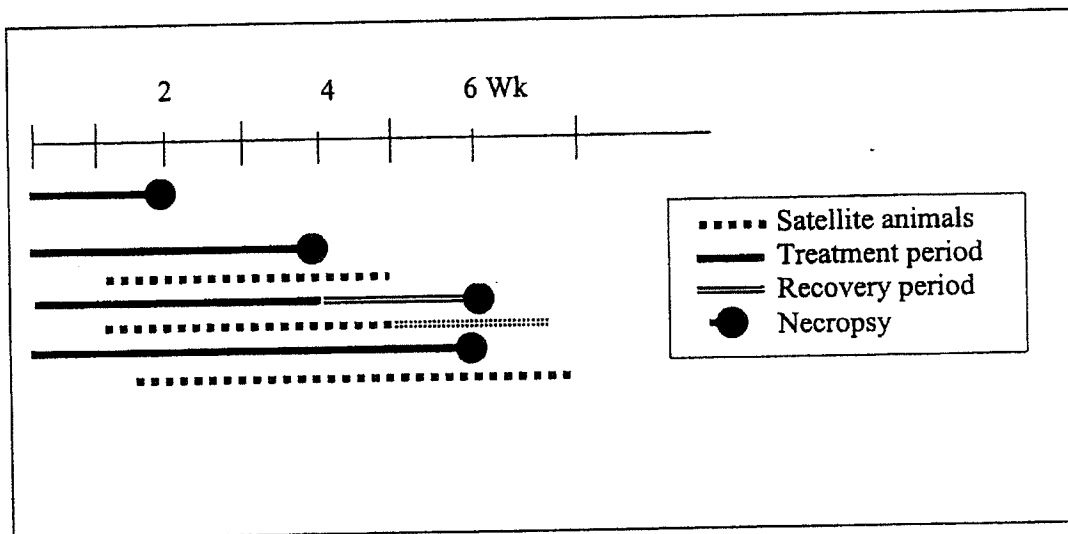 2 4 6 Wk
Satellite animals
Treatment period
Recovery period
Necropsy